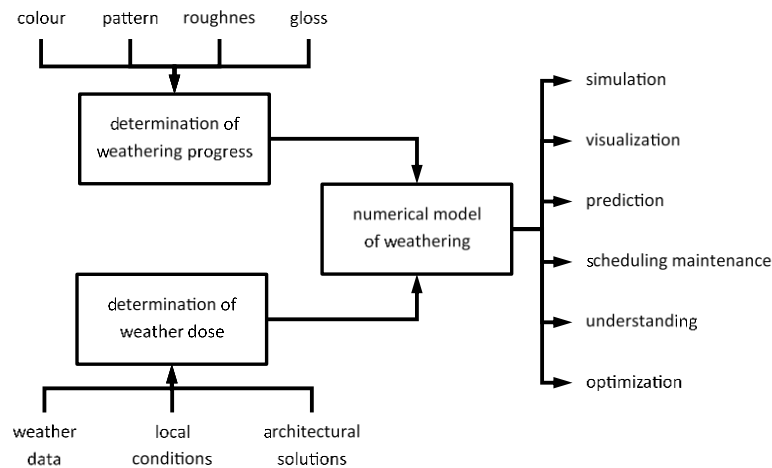 colour pattern roughnes gloss
determination of
weathering progress
numerical model
of weathering
determination of
weather dose
weather
data
local
conditions
architectural
solutions
simulation
visualization
prediction
scheduling maintenance
understanding
optimization